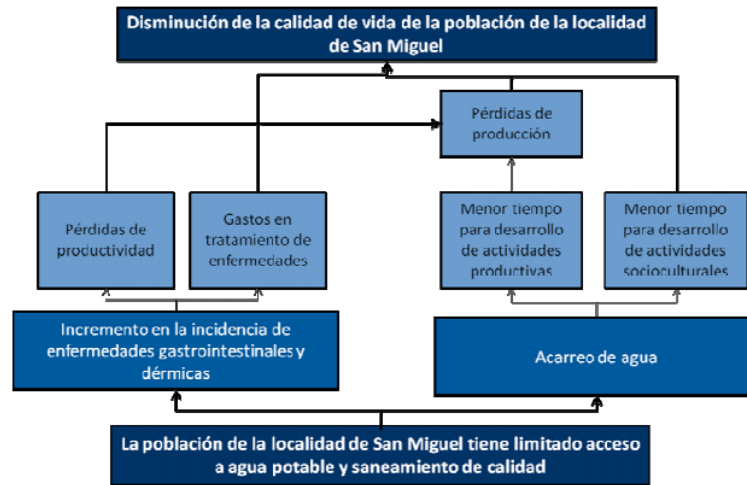 Disminución de la calidad de vida de la población de la localidad
de San Miguel
Pérdidas de
producción
Pérdidas de
productividad
Gastos en
tratamiento de
enfermedades
Menor tiempo
para desarrollo
de actividades
productivas
Menor tiempo
para desarrollo
de actividades
socioculturales
Incremento en la incidencia de
enfermedades gastrointestinales y
dérmicas
Acarreo de agua
La población de la localidad de San Miguel tiene limitado acceso
a agua potable y saneamiento de calidad